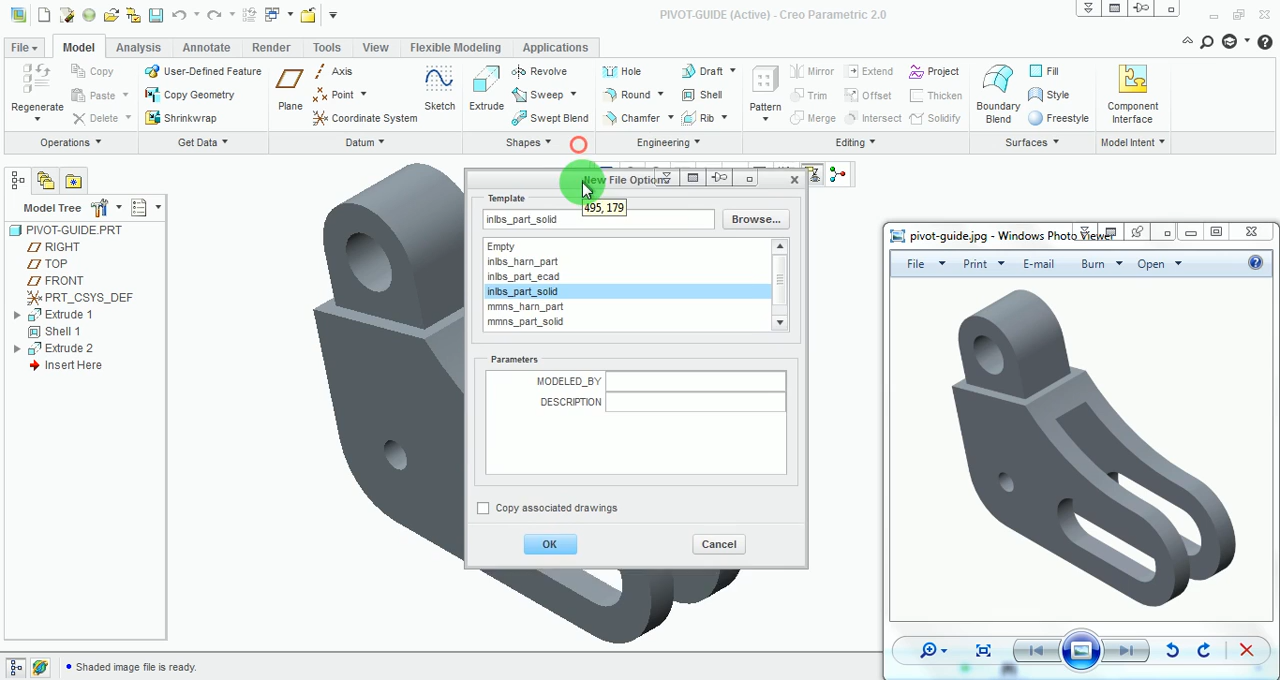 PIVOT-GUIDE (Active) - Creo Parametric 2.0
File Model Analysis Annotate Render Tools View Flexible Modeling Applications
Regenerate
Copy
Paste
Delete
Operations
User-Defined Feature
Copy Geometry
Shrinkwrap
Get Data
Plane
Axis
Point
Coordinate System
Sketch
Datum
Extrude
Revolve
Sweep
Swept Blend
Shapes
Hole
Round
Chamfer
Draft
Shell
Rib
Engineering
Pattern
Mirror
Trim
Merge
Extend
Offset
Intersect
Project
Thicken
Solidify
Editing
Boundary
Blend
Fill
Style
Freestyle
Surfaces
Component
Interface
Model Intent
Model Tree
PIVOT-GUIDE.PRT
RIGHT
TOP
FRONT
PRT_CSYS_DEF
Extrude 1
Shell 1
Extrude 2
Insert Here
New File Options
495, 179
Template
inlbs_part_solid
Browse...
Empty
inlbs_harn_part
inlbs_part_ecad
inlbs_part_solid
mmns_harn_part
mmns_part_solid
Parameters
MODELED_BY
DESCRIPTION
Copy associated drawings
OK Cancel
pivot-guide.jpg - Windows Photo Viewer
File Print E-mail Burn Open
Shaded image file is ready.